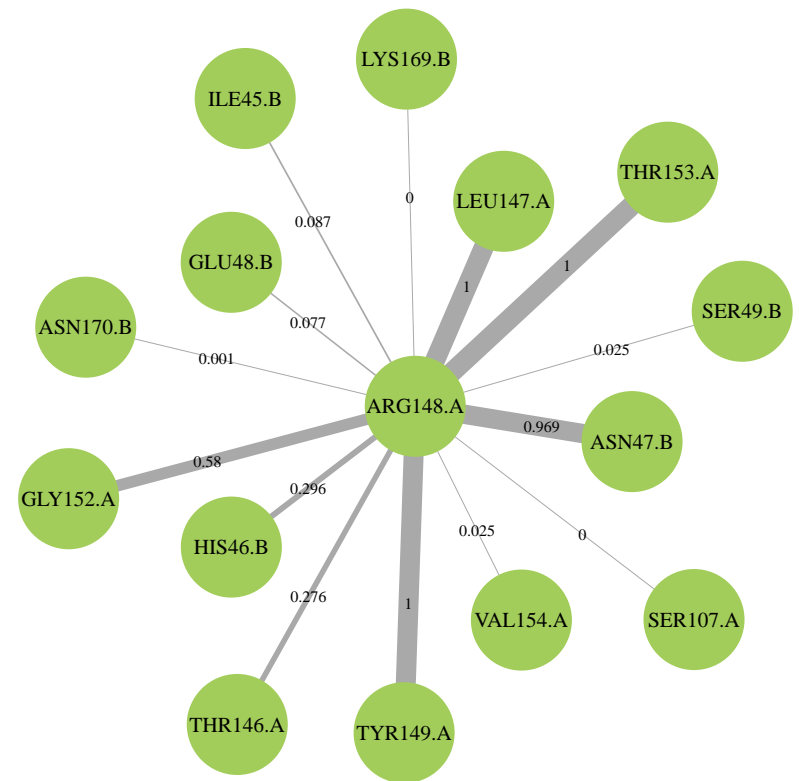 LYS169.B
ILE45.B
THR153.A
LEU147.A
0
0.087
GLU48.B
1
1
SER49.B
0.077
ASN170.B
0.001
0.025
ARG148.A
0.969
ASN47.B
0.58
GLY152.A
0.296
0.025
0
HIS46.B
0.276
1
VAL154.A
SER107.A
THR146.A
TYR149.A